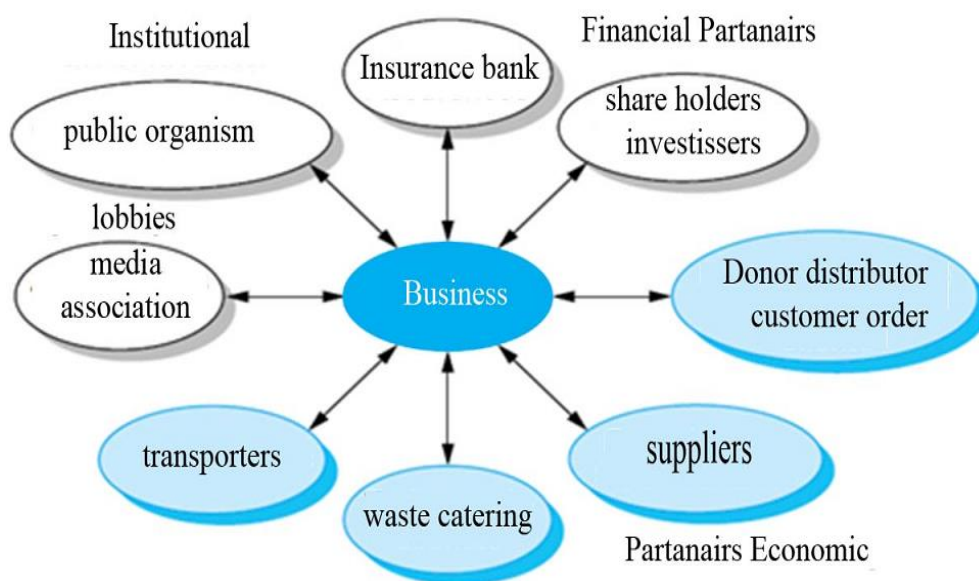 Institutional
Financial Partanairs
Insurance bank
share holders
investissers
public organism
lobbies
media
association
Business
Donor distributor
customer order
transporters
suppliers
waste catering
Partanairs Economic